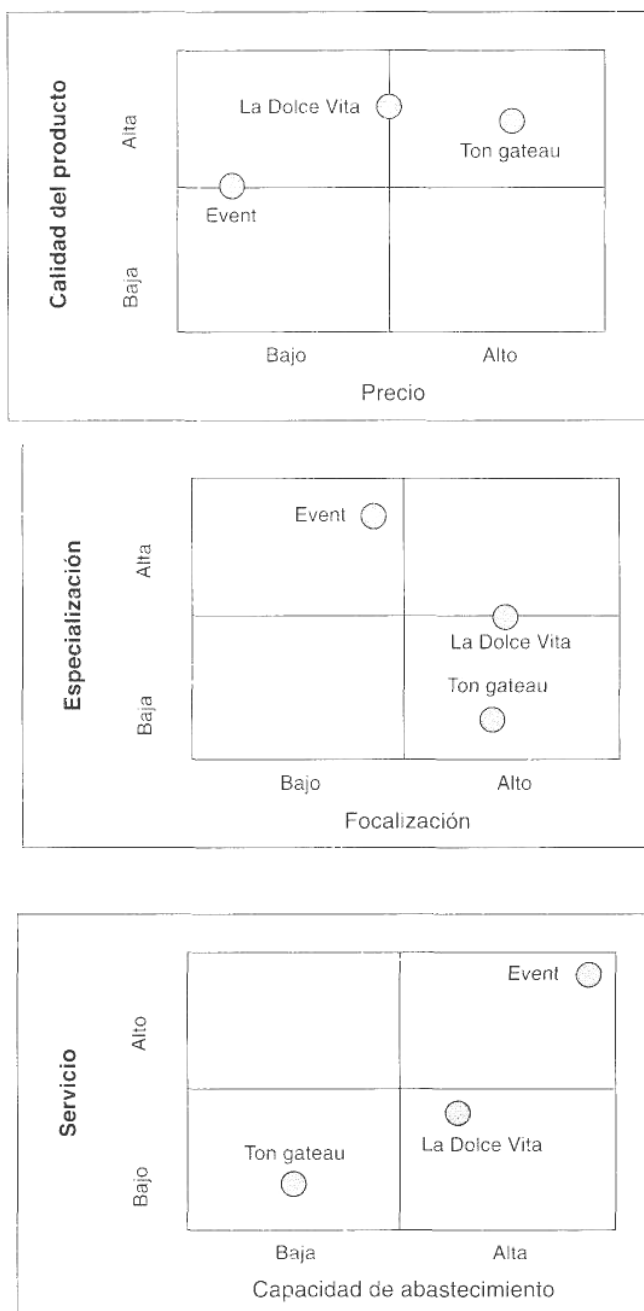 Calidad del producto
Alta
Baja
La Dolce Vita
Ton gateau
Event
Bajo
Alto
Precio
Especialización
Alta
Baja
Event
La Dolce Vita
Ton gateau
Bajo
Alto
Focalización
Servicio
Alto
Bajo
Event
La Dolce Vita
Ton gateau
Baja
Alta
Capacidad de abastecimiento